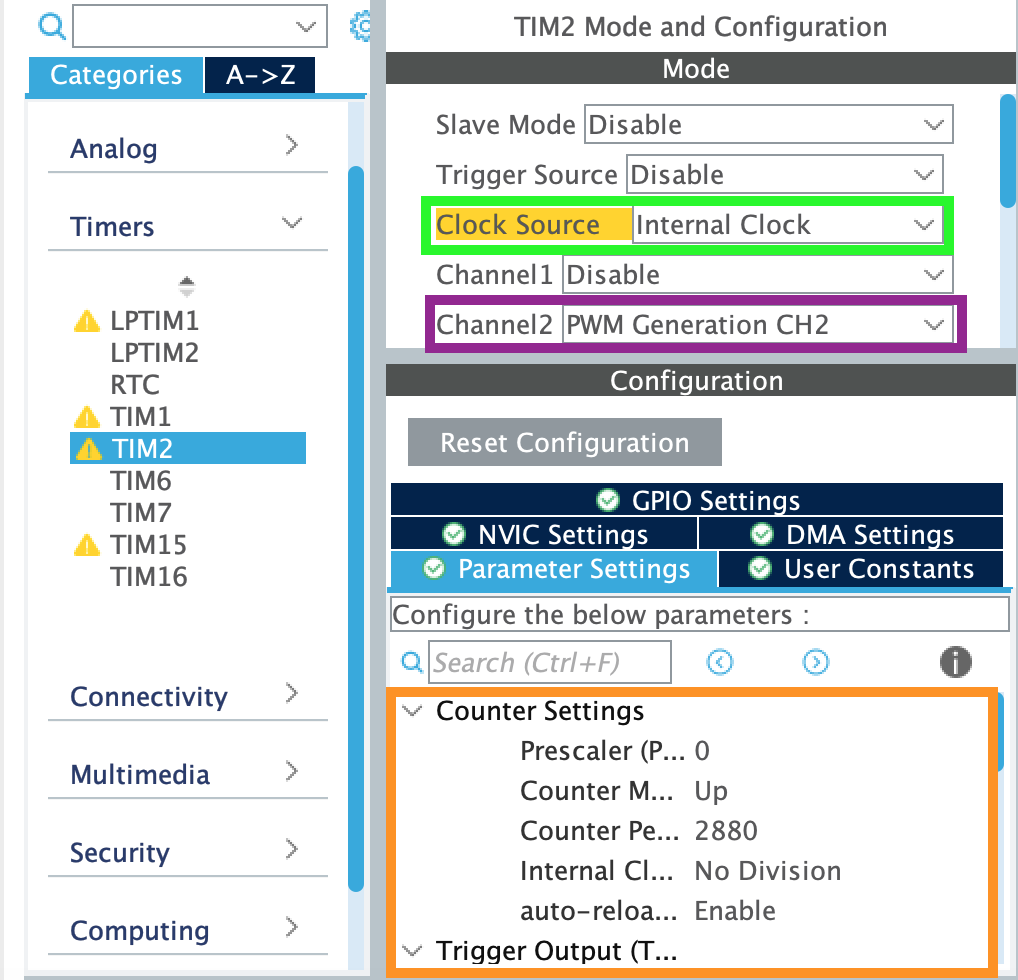 Categories
A->Z
Analog
Timers
LPTIM1
LPTIM2
RTC
TIM1
TIM2
TIM6
TIM7
TIM15
TIM16
Connectivity
Multimedia
Security
Computing
TIM2 Mode and Configuration
Mode
Slave Mode Disable
Trigger Source Disable
Clock Source Internal Clock
Channel1 Disable
Channel2 PWM Generation CH2
Configuration
Reset Configuration
GPIO Settings
NVIC Settings DMA Settings
Parameter Settings User Constants
Configure the below parameters :
Search (Ctrl+F)
Counter Settings
Prescaler (P... 0
Counter M... Up
Counter Pe... 2880
Internal Cl... No Division
auto-reloa... Enable
Trigger Output (T...